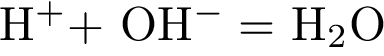 H⁺+ OH⁻ = H₂O